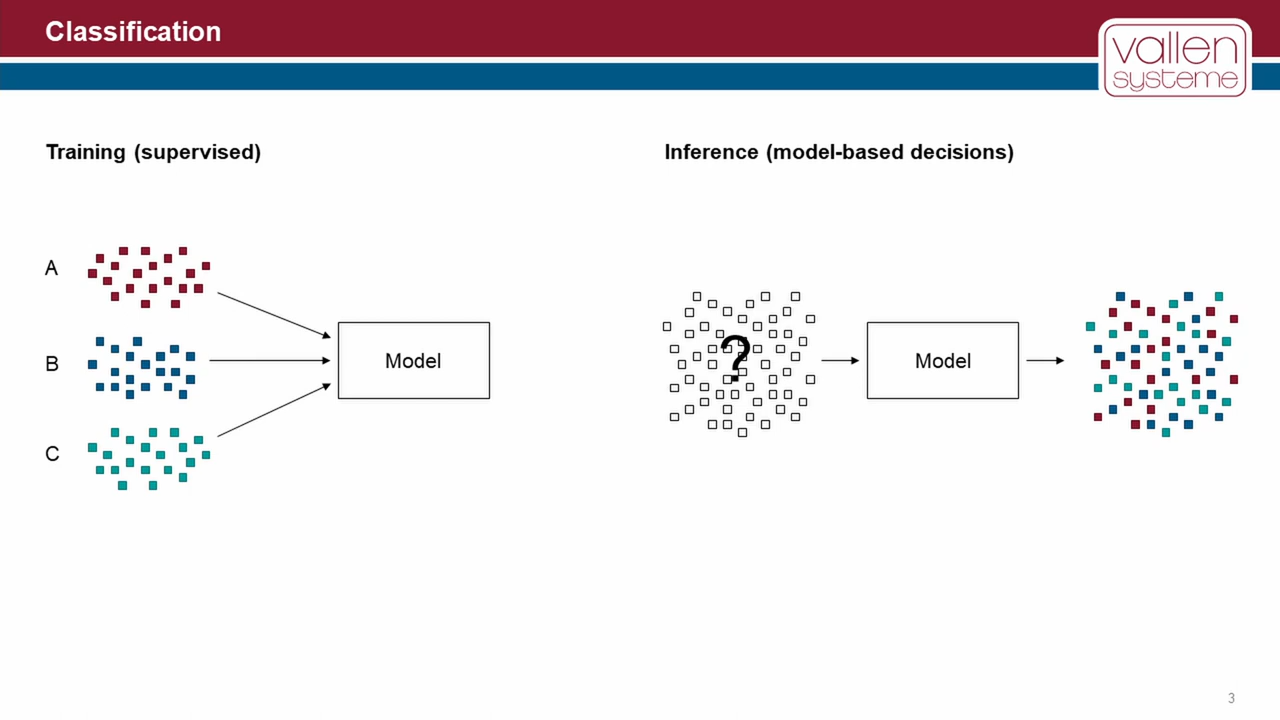 Classification
vallen
systeme
Training (supervised)
Inference (model-based decisions)
A
B
C
Model
?
Model
3